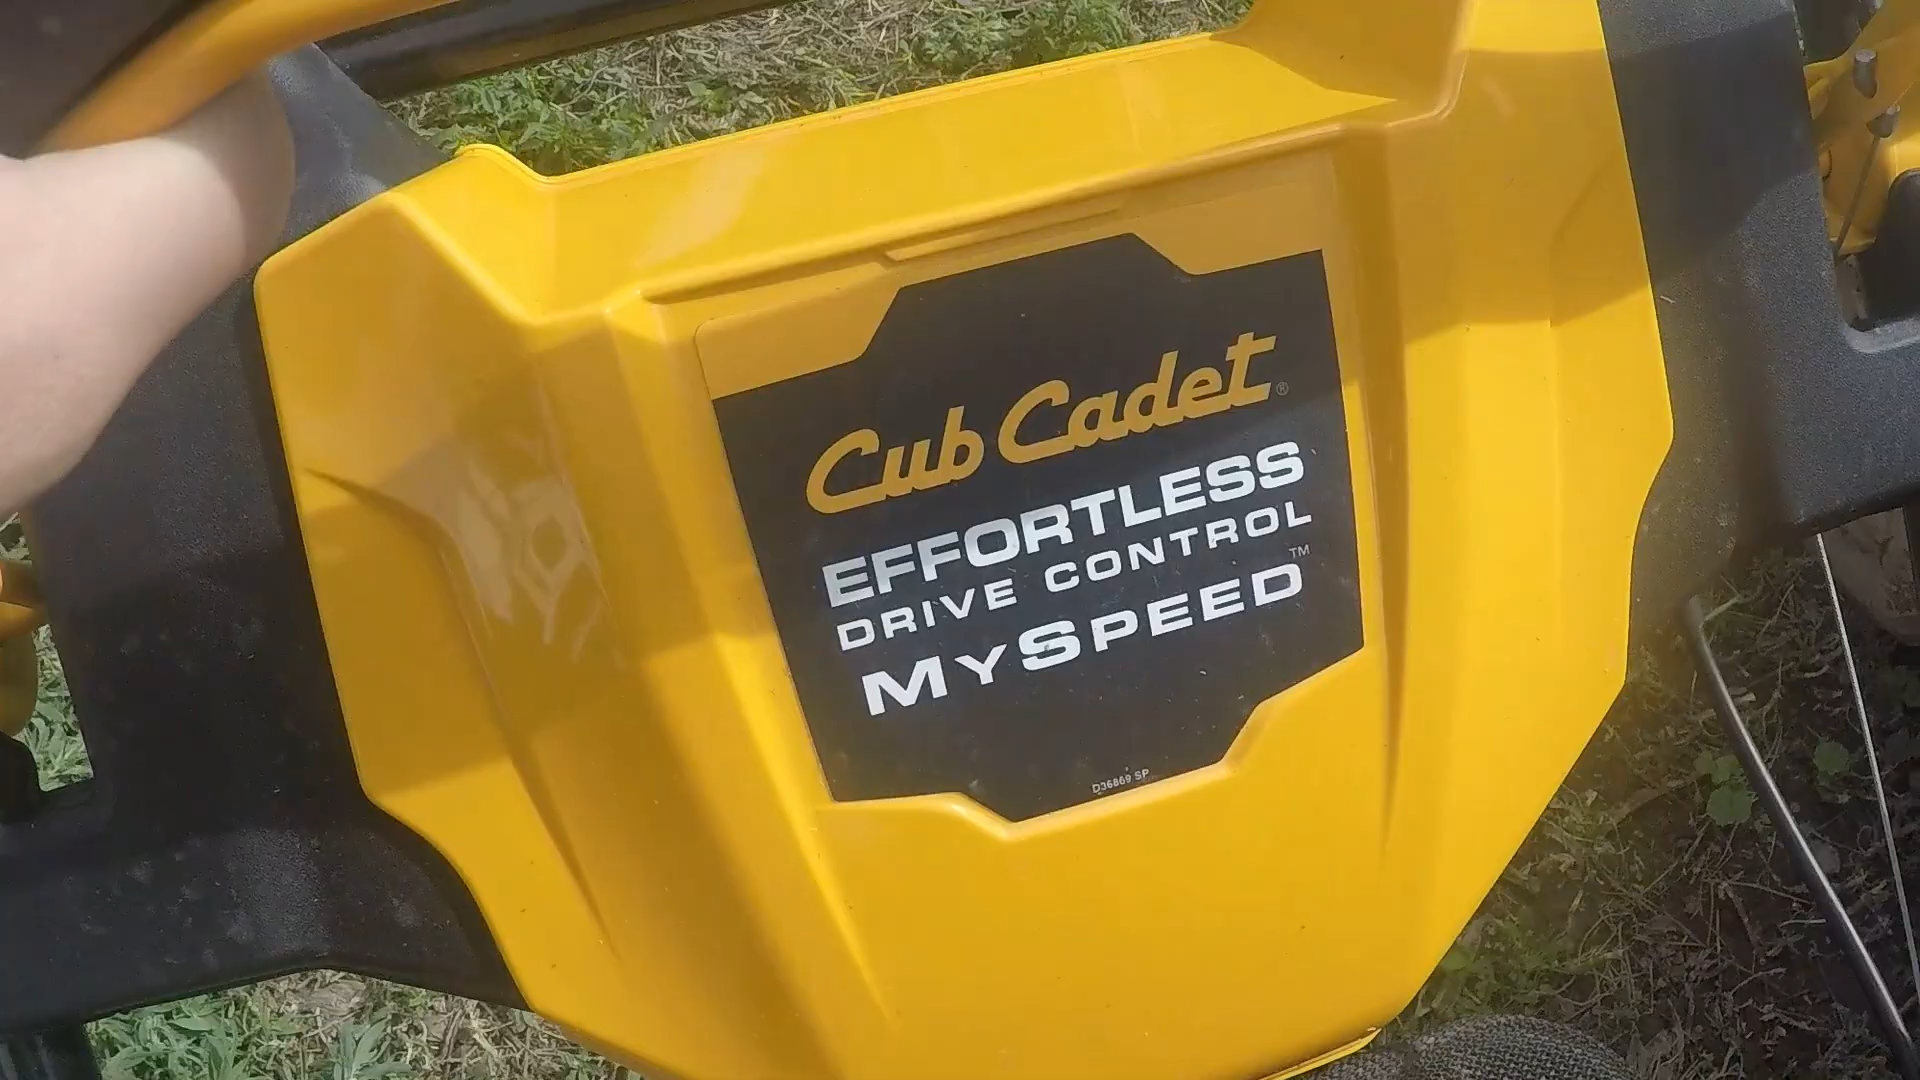 Cub Cadet®
EFFORTLESS
DRIVE CONTROL
MYSPEED™
D36869 SP